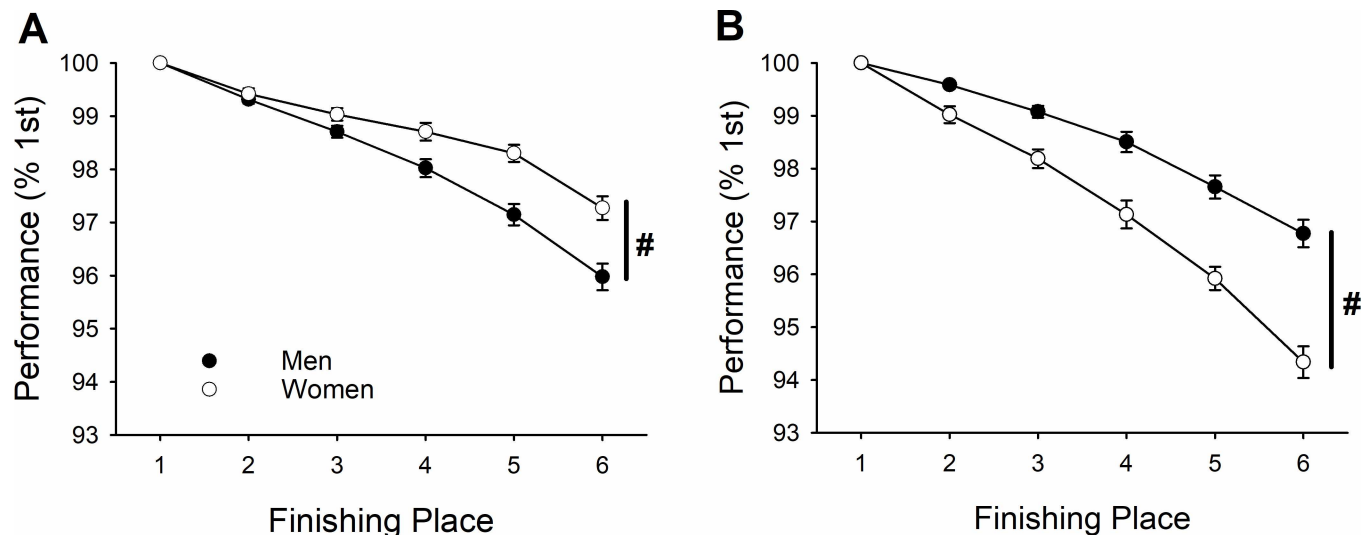 A
Performance (% 1st)
100
99
98
97
96
95
94
93
Men
Women
#
1 2 3 4 5 6
Finishing Place
B
Performance (% 1st)
100
99
98
97
96
95
94
93
#
1 2 3 4 5 6
Finishing Place